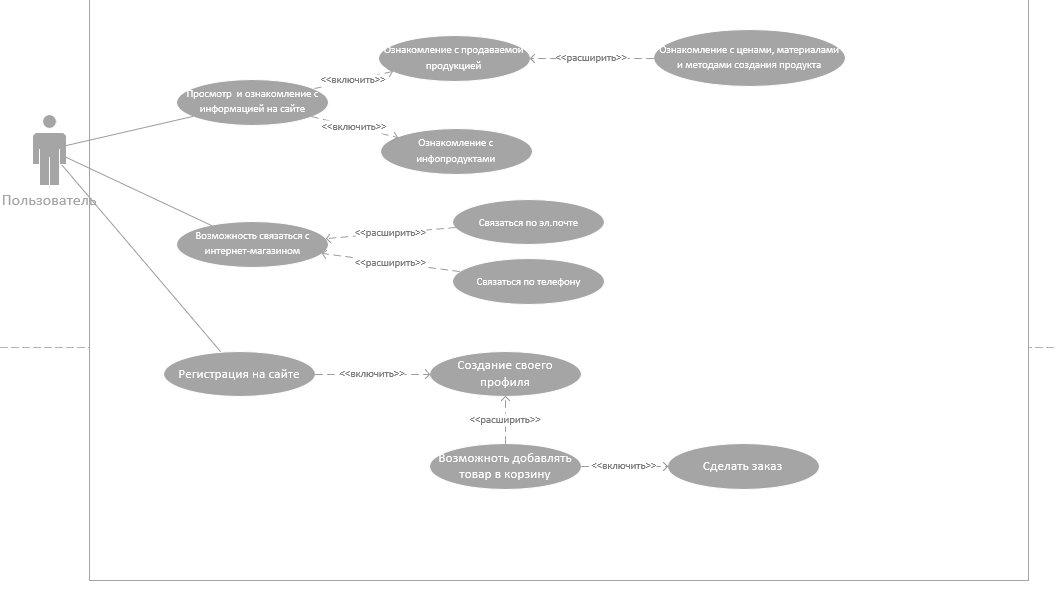 Ознакомление с продаваемой
продукцией
<<расширить>>
Ознакомление с ценами, материалами
и методами создания продукта
<<включить>>
Просмотр и ознакомление с
информацией на сайте
<<включить>>
Ознакомление с
инфопродуктами
Пользователь
Возможность связаться с
интернет-магазином
<<расширить>>
Связаться по эл.почте
<<расширить>>
Связаться по телефону
Регистрация на сайте
<<включить>>
Создание своего
профиля
<<расширить>>
Возможноть добавлять
товар в корзину
<<включить>>
Сделать заказ